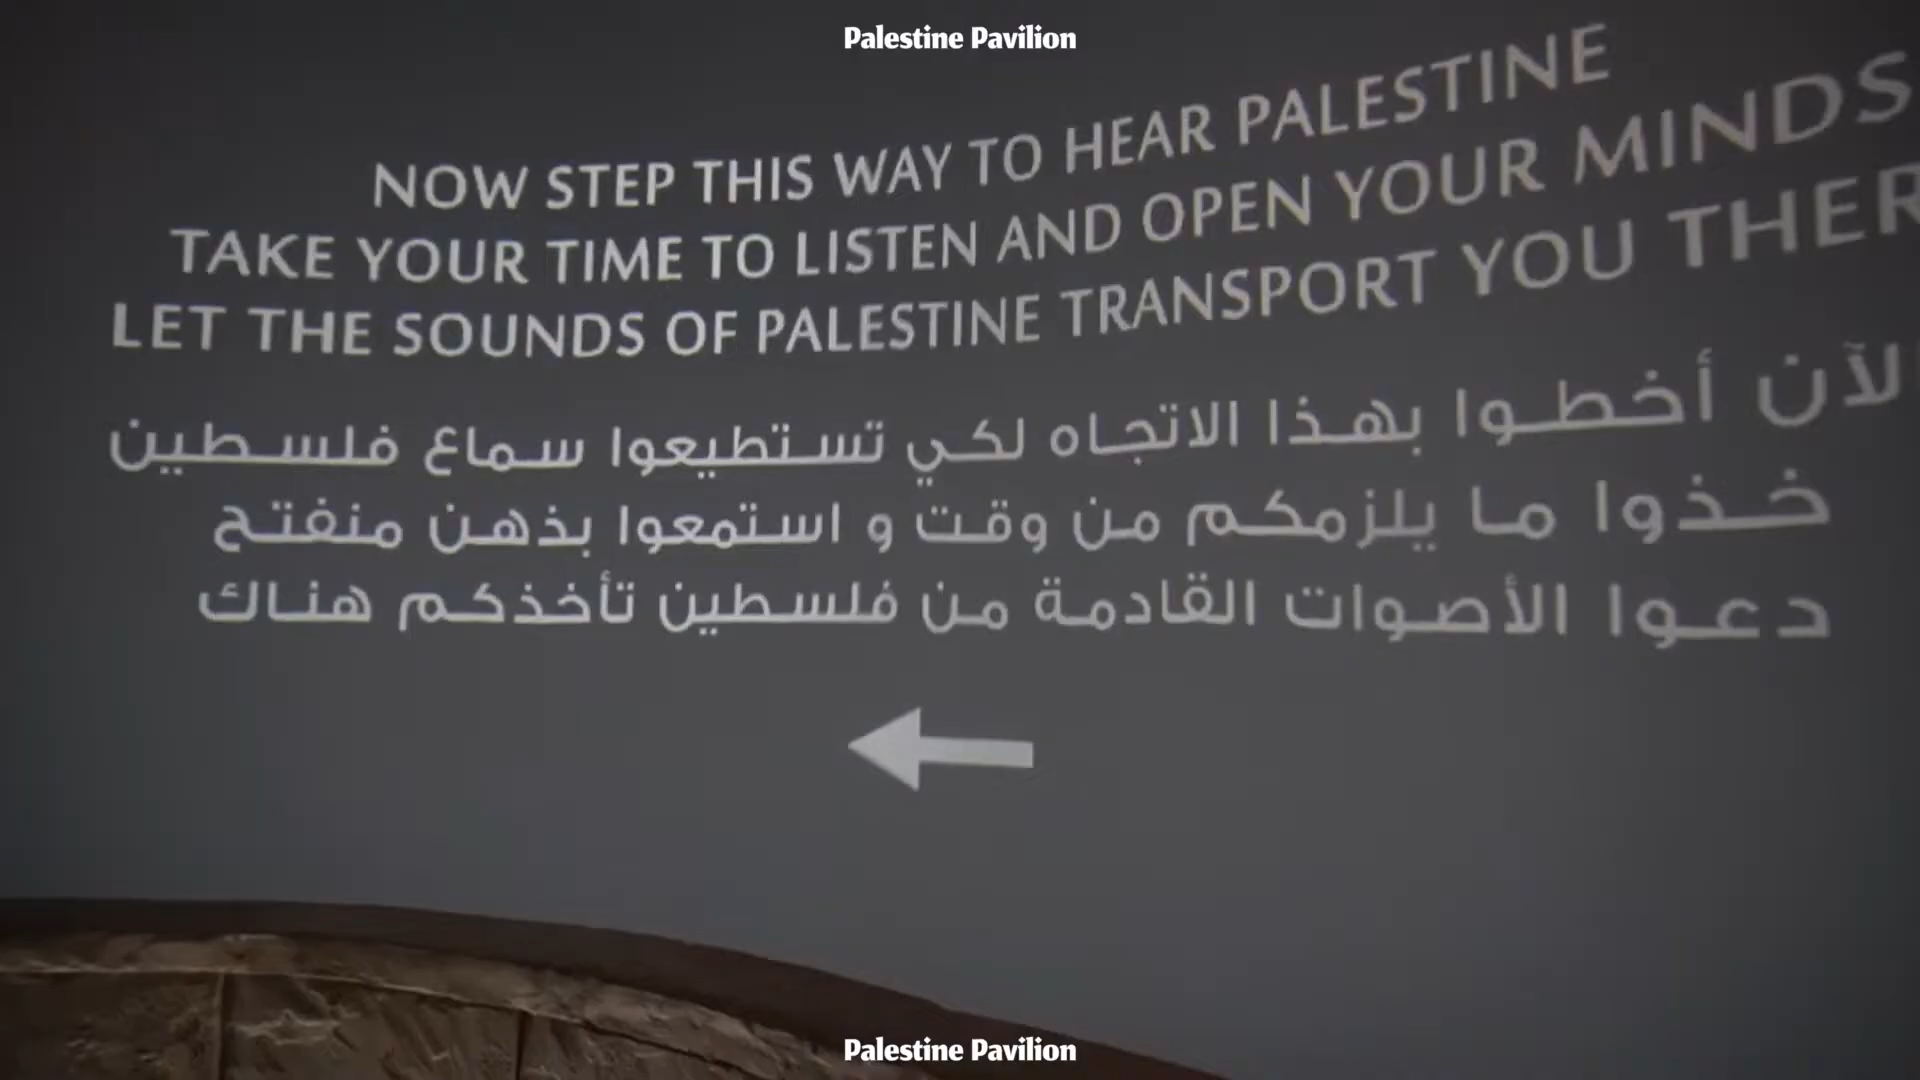 Palestine Pavilion
NOW STEP THIS WAY TO HEAR PALESTINE
TAKE YOUR TIME TO LISTEN AND OPEN YOUR MINDS
LET THE SOUNDS OF PALESTINE TRANSPORT YOU
الآن أخطوا بهذا الاتجاه لكي تستطيعوا سماع فلسطين
خذوا ما يلزمكم من وقت و استمعوا بذهن منفتح
دعوا الأصوات القادمة من فلسطين تأخذكم هناك
Palestine Pavilion